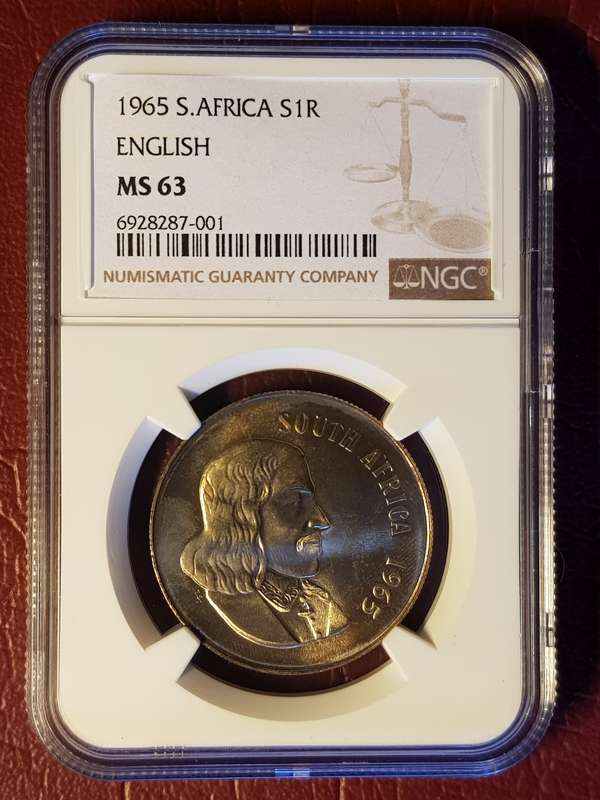 1965 S.AFRICA S1R
ENGLISH
MS 63
6928287-001
NUMISMATIC GUARANTY COMPANY
NGC®
SOUTH AFRICA 1965